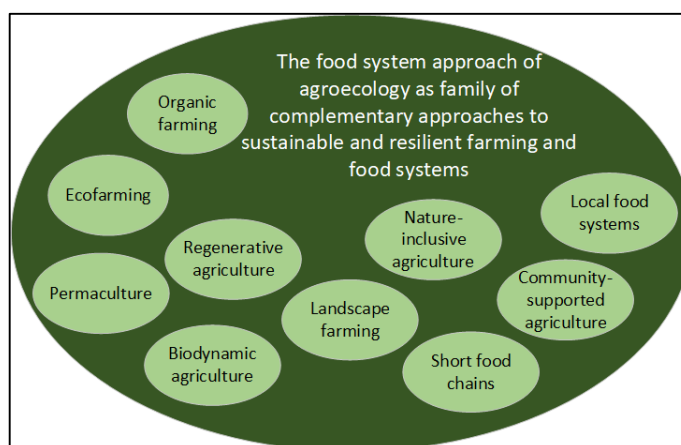 The food system approach of
agroecology as family of
complementary approaches to
sustainable and resilient farming and
food systems
Organic
farming
Ecofarming
Local food
systems
Nature-
inclusive
agriculture
Regenerative
agriculture
Permaculture
Community-
supported
agriculture
Landscape
farming
Biodynamic
agriculture
Short food
chains